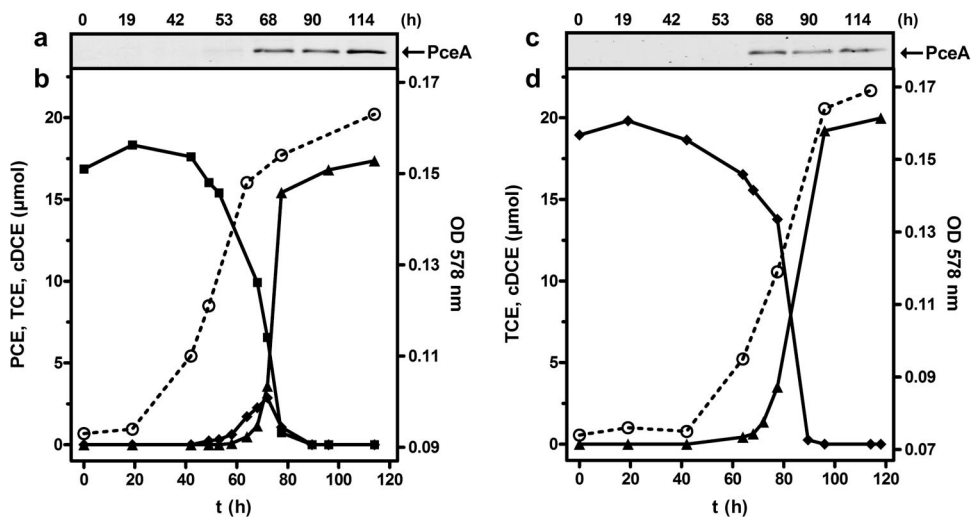 0 19 42 53 68 90 114 (h)
a
PceA
b
PCE, TCE, cDCE (µmol)
20
15
10
5
0
0.17
0.15
0.13
0.11
0.09
OD 578 nm
0 20 40 60 80 100 120
t (h)
0 19 42 53 68 90 114 (h)
c
PceA
d
TCE, cDCE (µmol)
20
15
10
5
0
0.17
0.15
0.13
0.11
0.09
0.07
OD 578 nm
0 20 40 60 80 100 120
t (h)